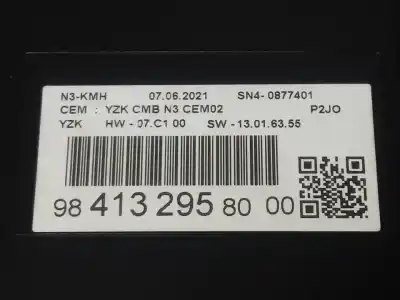 N3-KMH 07.06.2021 SN4-0877401
CEM : YZK CMB N3 CEM02 P2JO
YZK HW - 07.C1 00 SW - 13.01.63.55
98 413 295 80 00